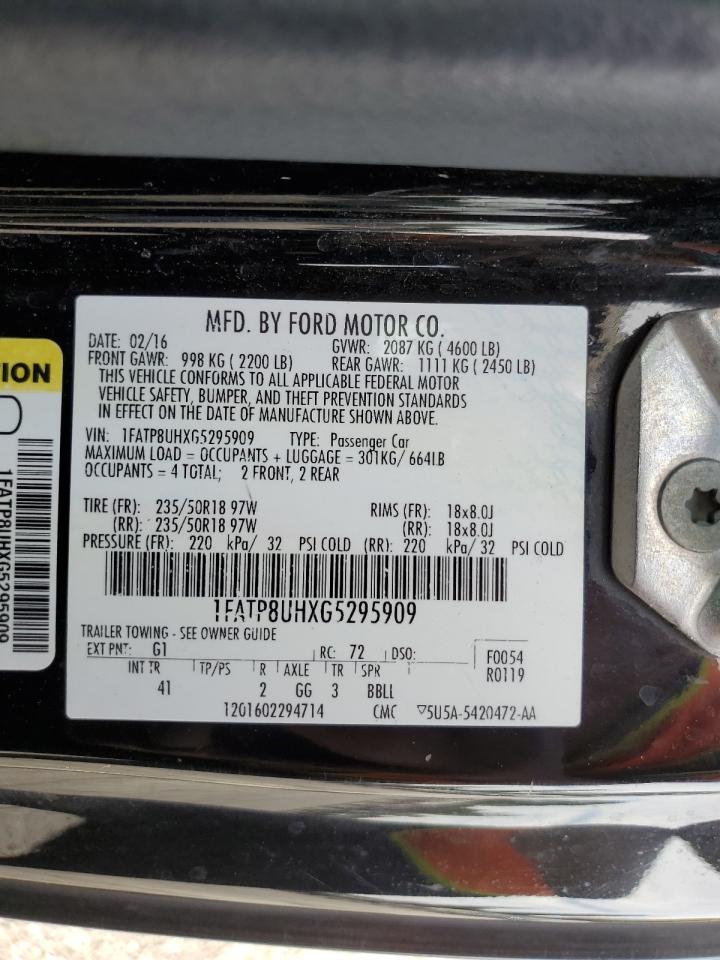 MFD. BY FORD MOTOR CO.
DATE: 02/16 GVWR: 2087 KG ( 4600 LB)
FRONT GAWR: 998 KG ( 2200 LB) REAR GAWR: 1111 KG ( 2450 LB)
THIS VEHICLE CONFORMS TO ALL APPLICABLE FEDERAL MOTOR
VEHICLE SAFETY, BUMPER, AND THEFT PREVENTION STANDARDS
IN EFFECT ON THE DATE OF MANUFACTURE SHOWN ABOVE.
VIN: 1FATP8UHXG5295909 TYPE: Passenger Car
MAXIMUM LOAD = OCCUPANTS + LUGGAGE = 301KG/ 664LB
OCCUPANTS = 4 TOTAL; 2 FRONT, 2 REAR
TIRE (FR): 235/50R18 97W RIMS (FR): 18x8.0J
(RR): 235/50R18 97W (RR): 18x8.0J
PRESSURE (FR): 220 kPa/ 32 PSI COLD (RR): 220 kPa/ 32 PSI COLD
1FATP8UHXG5295909
TRAILER TOWING - SEE OWNER GUIDE
EXT PNT: G1 RC: 72 DSO: F0054
INT TR TP/PS R AXLE TR SPR R0119
41 2 GG 3 BBLL
1201602294714 CMC ▽5U5A-5420472-AA
TION
1FATP8UHXG5295909